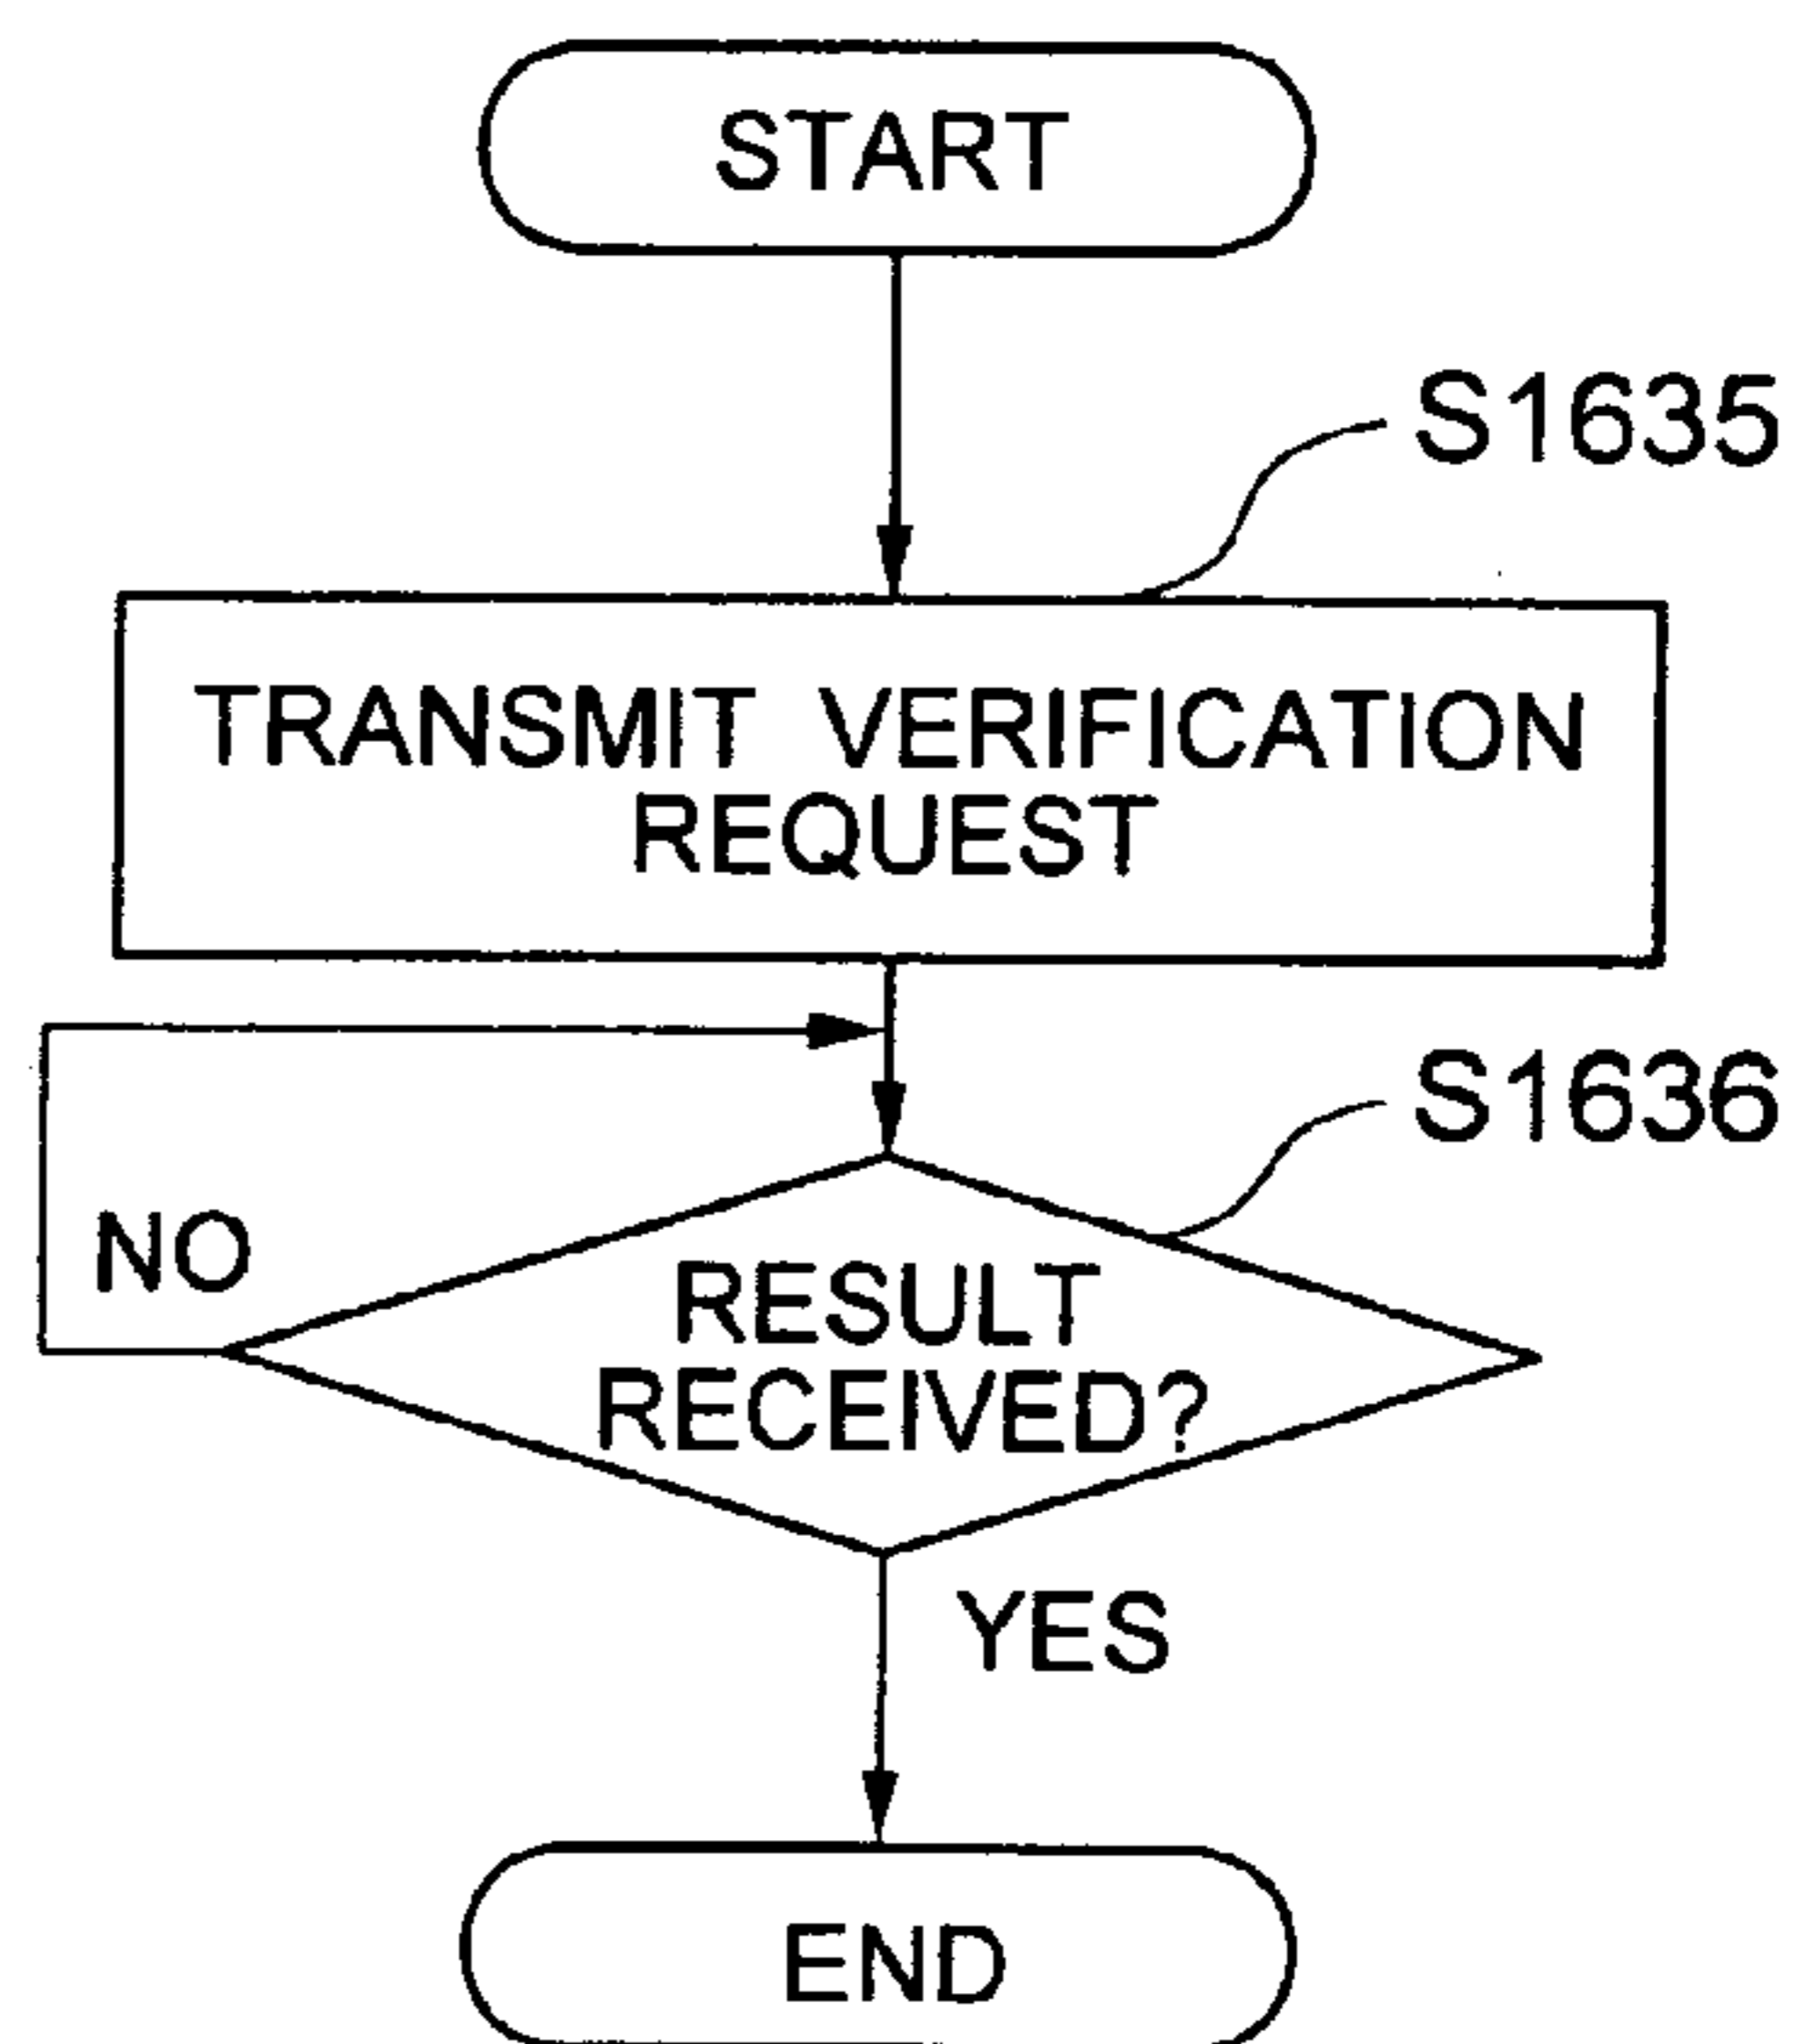 START
S1635
TRANSMIT VERIFICATION
REQUEST
S1636
NO
RESULT
RECEIVED?
YES
END